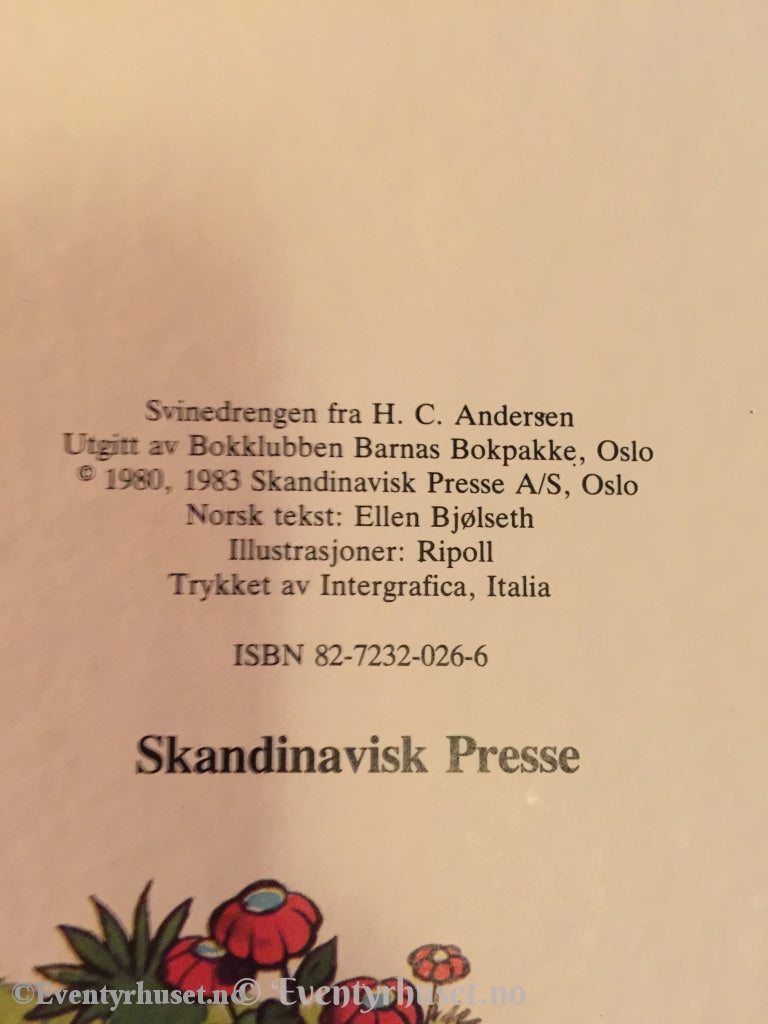 Svinedrengen fra H. C. Andersen
Utgitt av Bokklubben Barnas Bokpakke, Oslo
© 1980, 1983 Skandinavisk Presse A/S, Oslo
Norsk tekst: Ellen Bjølseth
Illustrasjoner: Ripoll
Trykket av Intergrafica, Italia
ISBN 82-7232-026-6
Skandinavisk Presse
©Eventyrhuset.no © Eventyrhuset.no